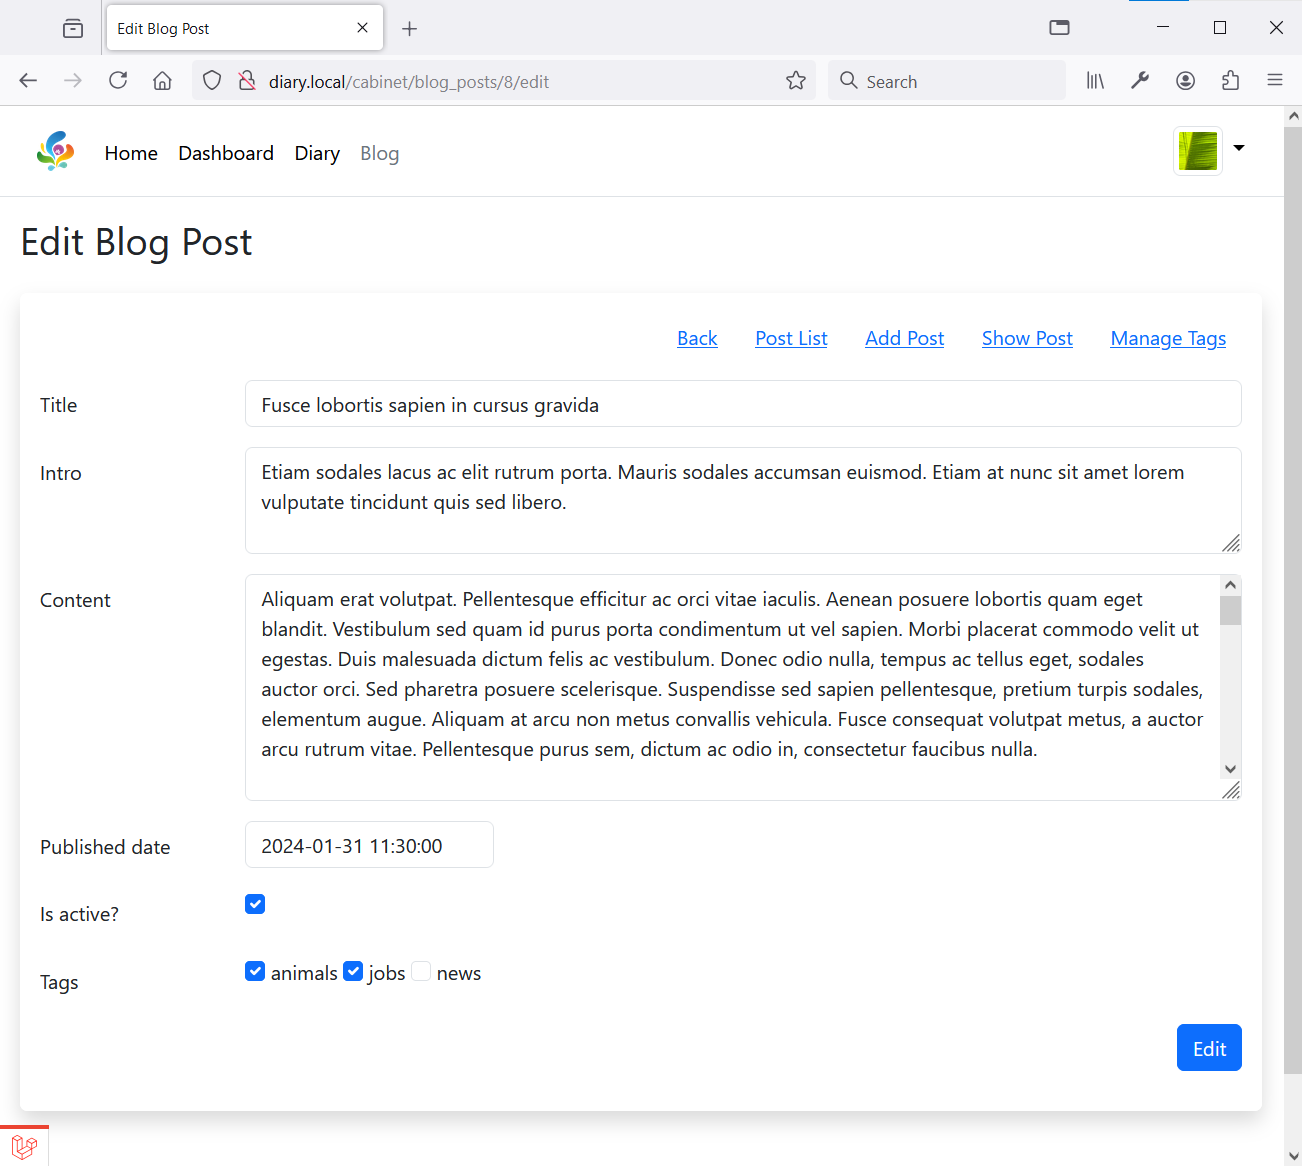 Edit Blog Post
diary.local/cabinet/blog_posts/8/edit
Search
Home Dashboard Diary Blog
Edit Blog Post
Back Post List Add Post Show Post Manage Tags
Title
Fusce lobortis sapien in cursus gravida
Intro
Etiam sodales lacus ac elit rutrum porta. Mauris sodales accumsan euismod. Etiam at nunc sit amet lorem
vulputate tincidunt quis sed libero.
Content
Aliquam erat volutpat. Pellentesque efficitur ac orci vitae iaculis. Aenean posuere lobortis quam eget
blandit. Vestibulum sed quam id purus porta condimentum ut vel sapien. Morbi placerat commodo velit ut
egestas. Duis malesuada dictum felis ac vestibulum. Donec odio nulla, tempus ac tellus eget, sodales
auctor orci. Sed pharetra posuere scelerisque. Suspendisse sed sapien pellentesque, pretium turpis sodales,
elementum augue. Aliquam at arcu non metus convallis vehicula. Fusce consequat volutpat metus, a auctor
arcu rutrum vitae. Pellentesque purus sem, dictum ac odio in, consectetur faucibus nulla.
Published date
2024-01-31 11:30:00
Is active?
Tags
animals jobs news
Edit